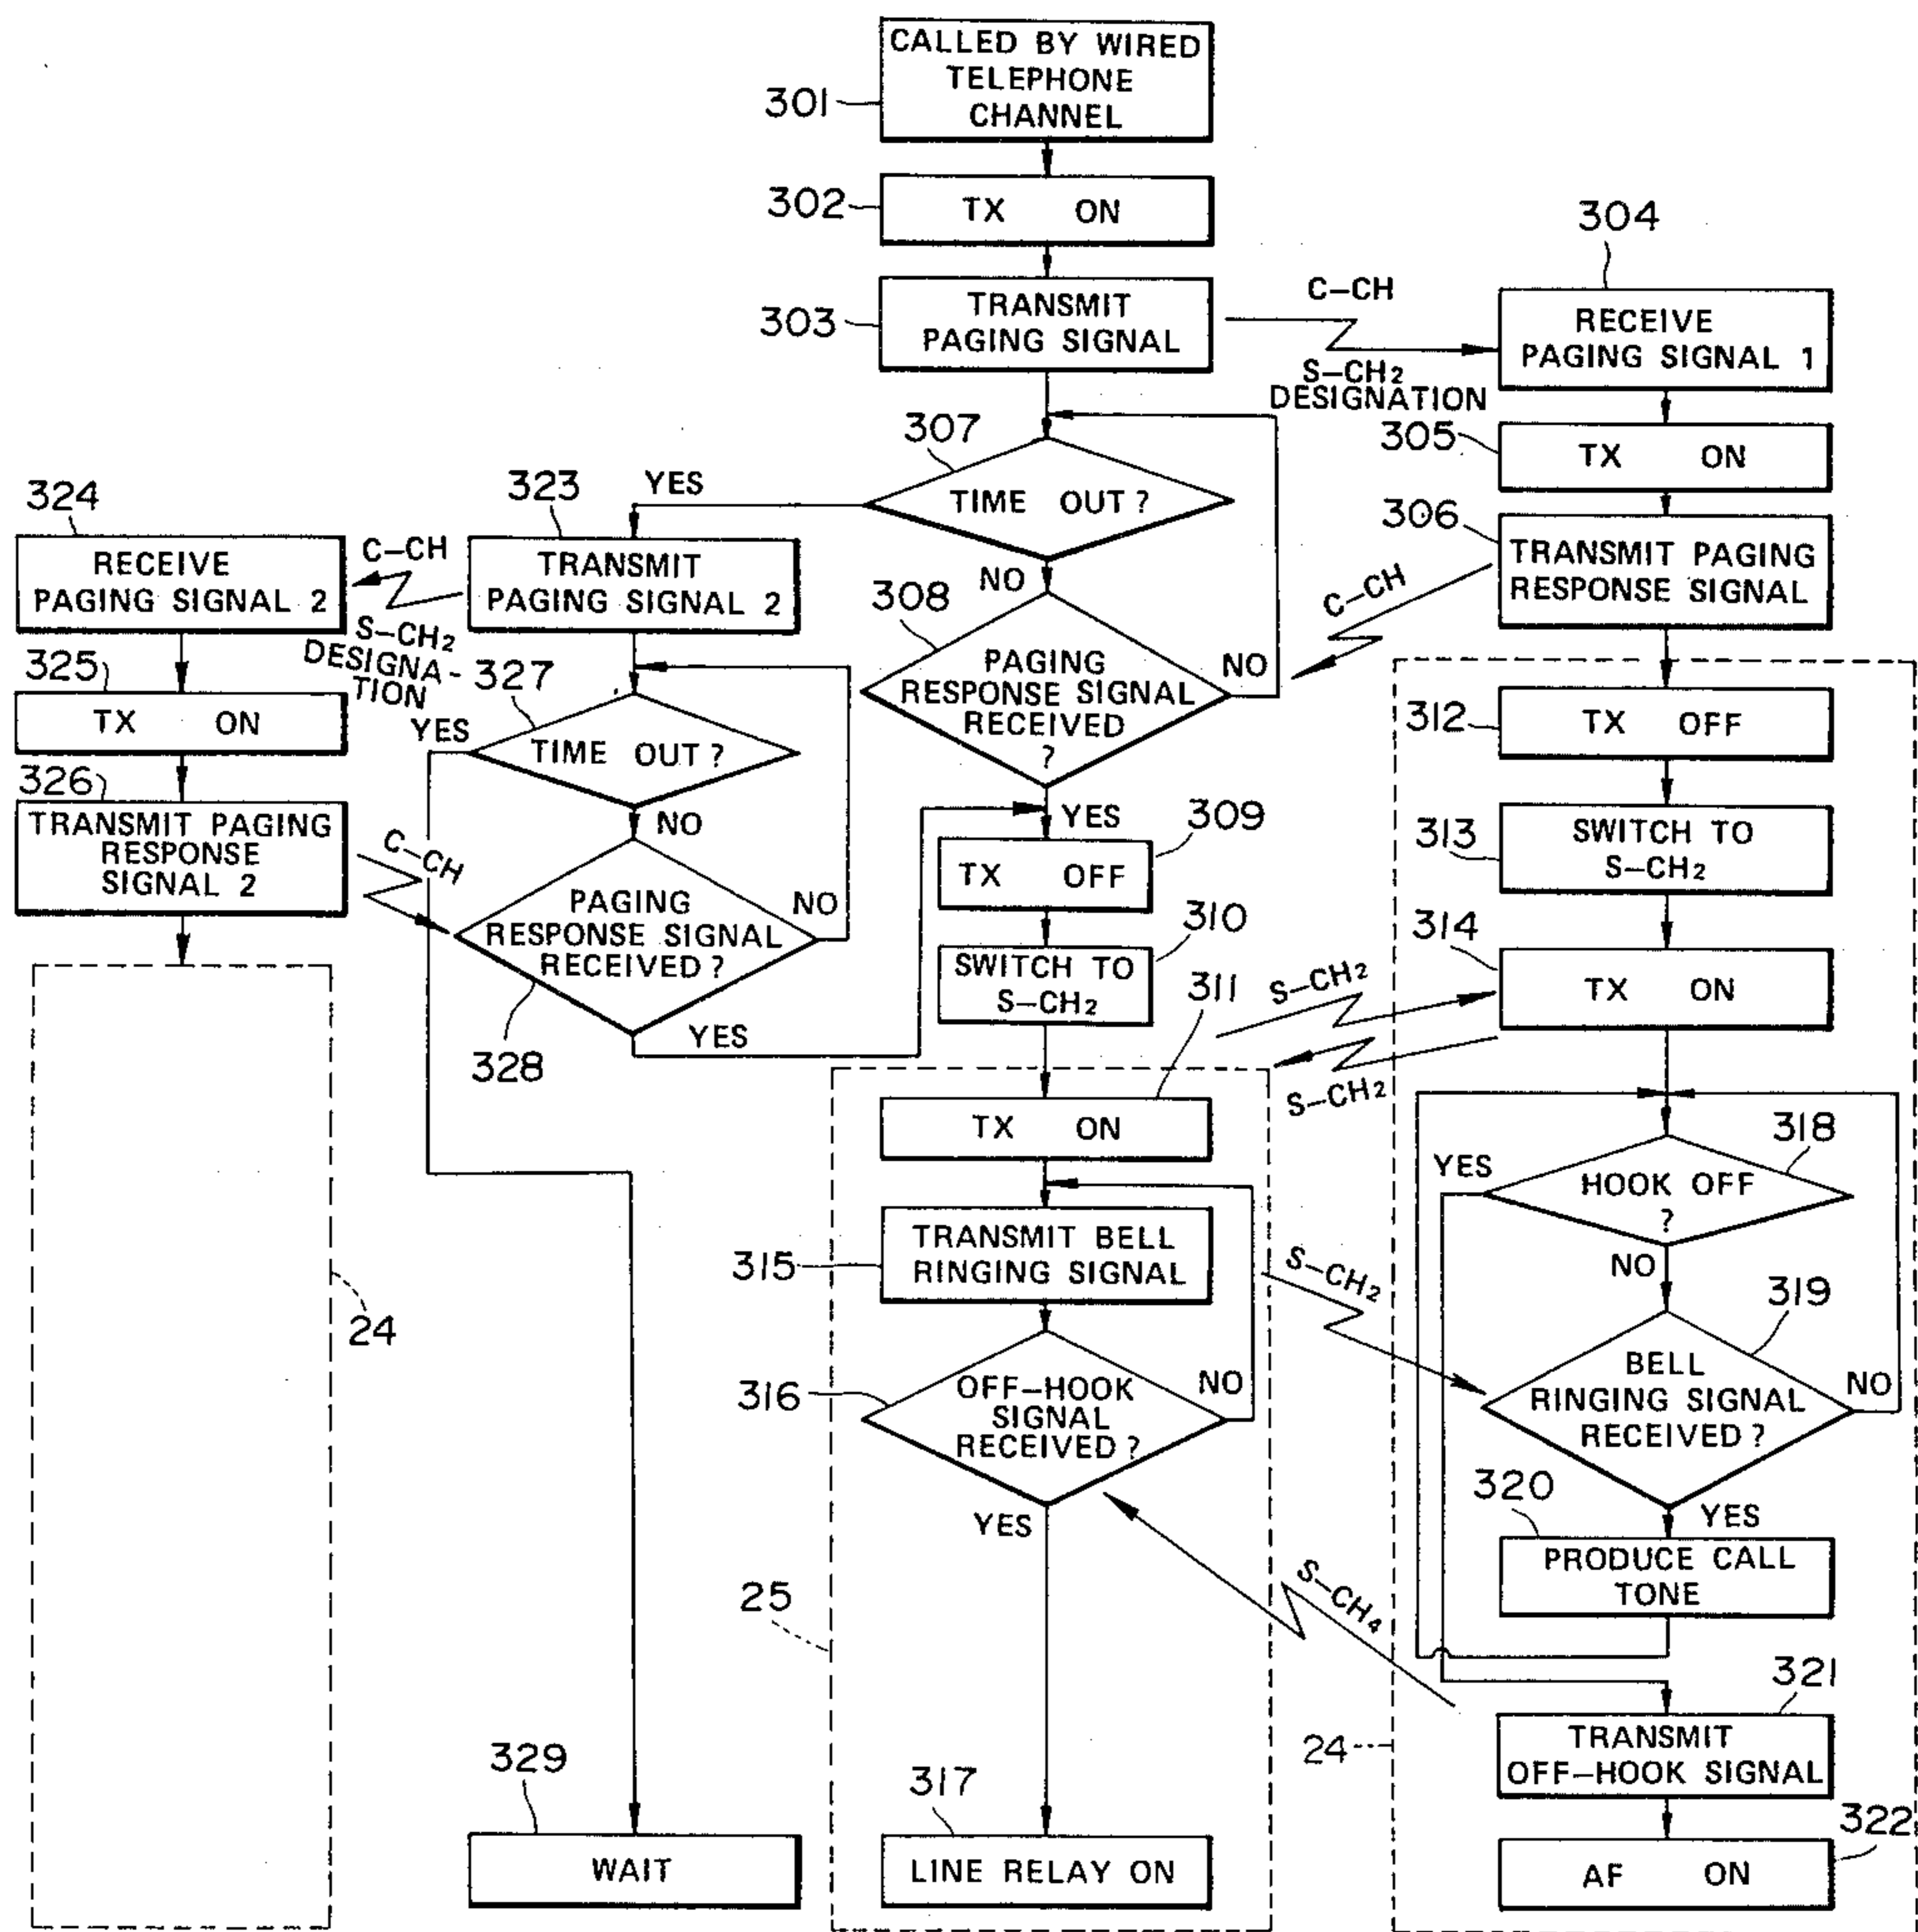 CALLED BY WIRED
TELEPHONE
CHANNEL
301
302
TX ON
303
TRANSMIT
PAGING SIGNAL
C-CH
S-CH2
DESIGNATION
304
RECEIVE
PAGING SIGNAL 1
305
TX ON
306
TRANSMIT PAGING
RESPONSE SIGNAL
C-CH
307
TIME OUT?
YES
NO
308
PAGING
RESPONSE SIGNAL
RECEIVED
?
NO
YES
323
TRANSMIT
PAGING SIGNAL 2
C-CH
S-CH2
DESIGNA-
TION
324
RECEIVE
PAGING SIGNAL 2
325
TX ON
326
TRANSMIT PAGING
RESPONSE
SIGNAL 2
C-CH
327
TIME OUT?
YES
NO
PAGING
RESPONSE SIGNAL
RECEIVED?
NO
328
YES
309
TX OFF
310
SWITCH TO
S-CH2
311
S-CH2
S-CH2
TX ON
312
TX OFF
313
SWITCH TO
S-CH2
314
TX ON
315
TRANSMIT BELL
RINGING SIGNAL
S-CH2
316
OFF-HOOK
SIGNAL
RECEIVED?
NO
YES
318
HOOK OFF
?
YES
NO
319
BELL
RINGING SIGNAL
RECEIVED?
NO
YES
320
PRODUCE CALL
TONE
S-CH4
24
25
24
321
TRANSMIT
OFF-HOOK SIGNAL
322
AF ON
329
WAIT
317
LINE RELAY ON